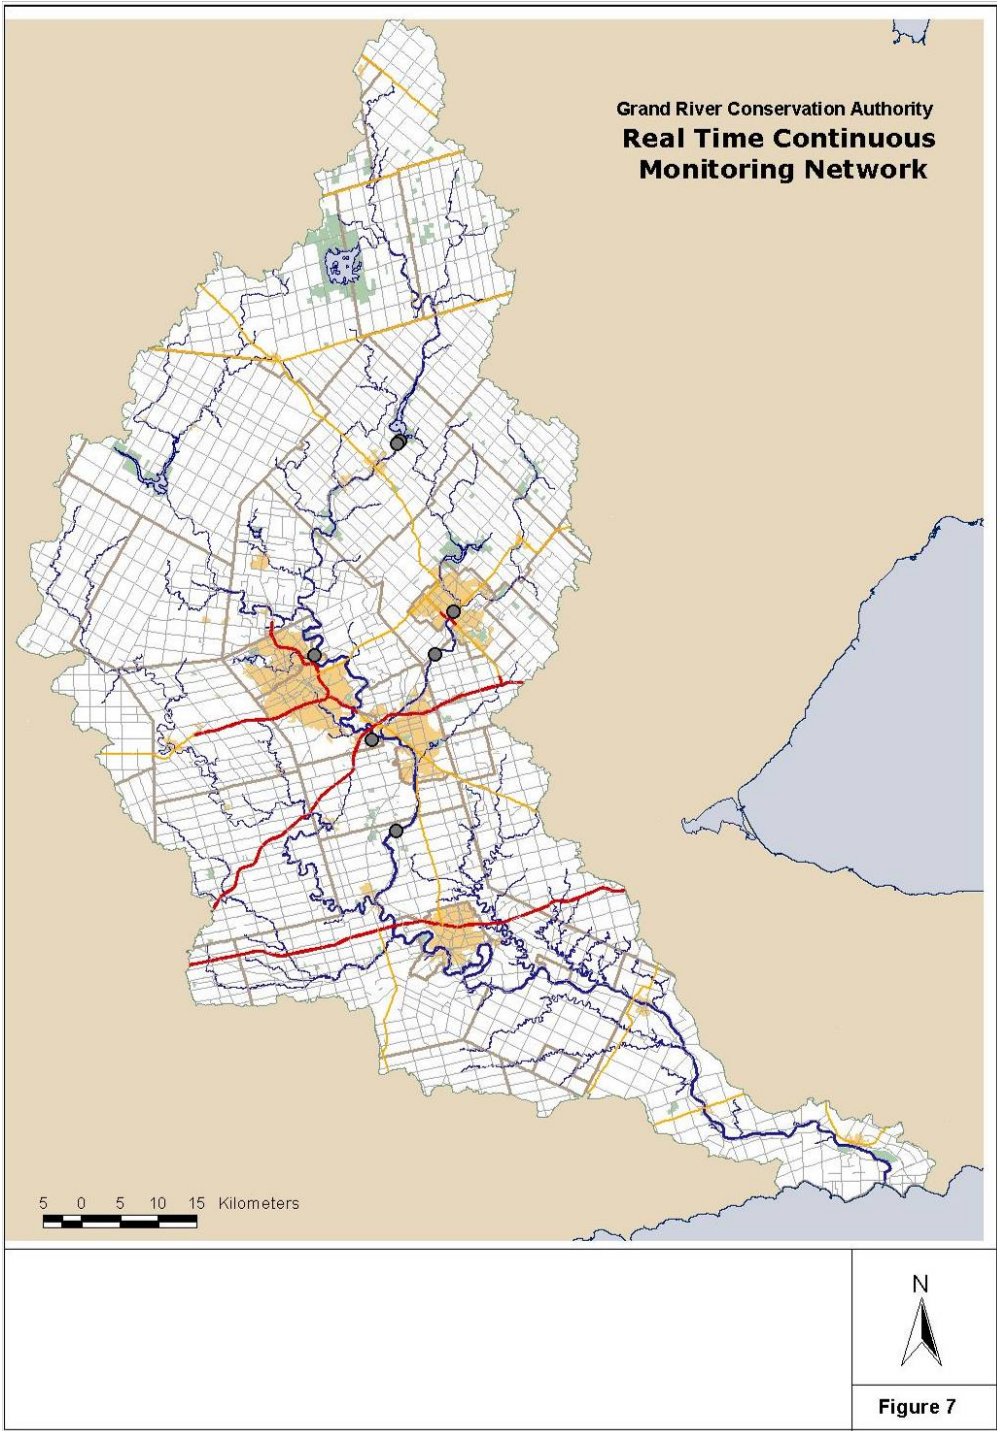 Grand River Conservation Authority
Real Time Continuous
Monitoring Network
5 0 5 10 15 Kilometers
N
Figure 7